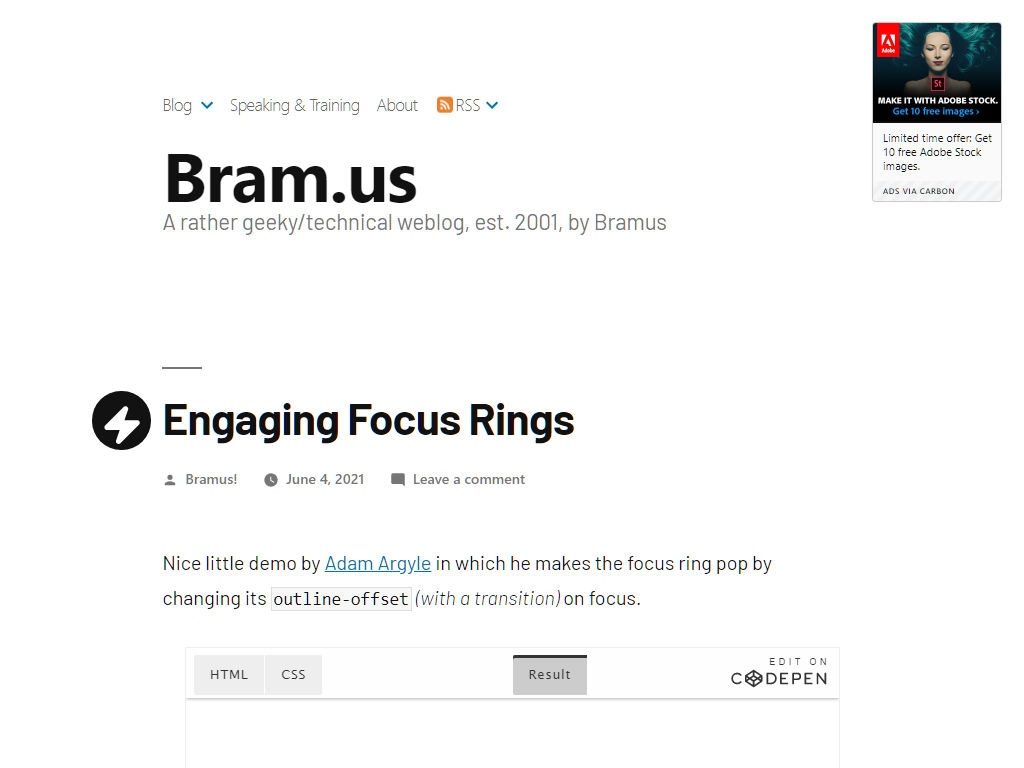 Blog Speaking & Training About RSS
Bram.us
A rather geeky/technical weblog, est. 2001, by Bramus
Adobe
St
MAKE IT WITH ADOBE STOCK.
Get 10 free images ›
Limited time offer: Get
10 free Adobe Stock
images.
ADS VIA CARBON
Engaging Focus Rings
Bramus! June 4, 2021 Leave a comment
Nice little demo by Adam Argyle in which he makes the focus ring pop by
changing its outline-offset (with a transition) on focus.
HTML CSS Result EDIT ON
CODEPEN